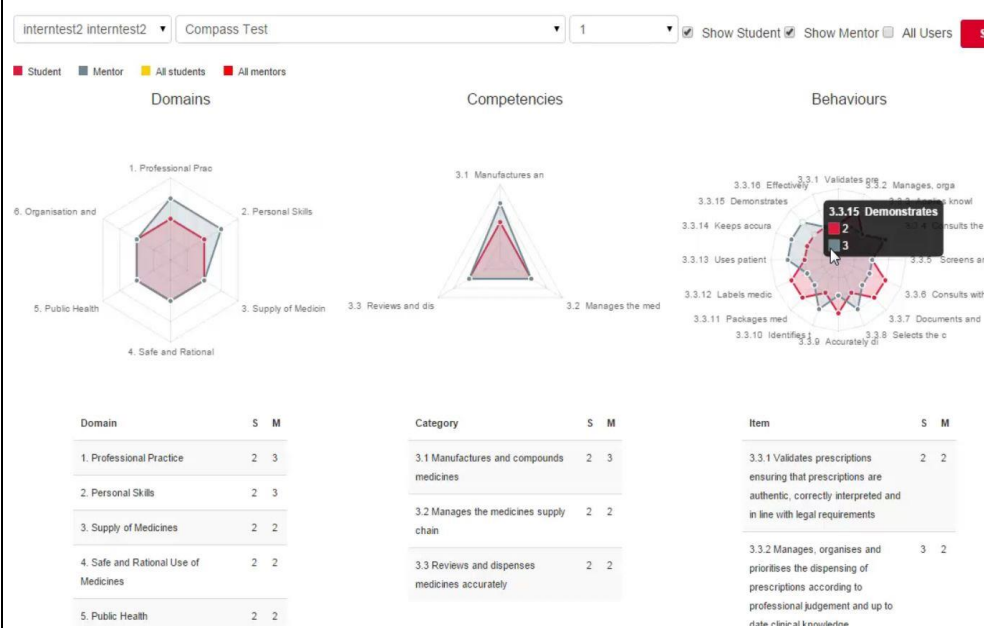 interntest2 interntest2
Compass Test
1
Show Student
Show Mentor
All Users
S
Student
Mentor
All students
All mentors
Domains
Competencies
Behaviours
1. Professional Prac
2. Personal Skills
3. Supply of Medicin
4. Safe and Rational
5. Public Health
6. Organisation and
3.1 Manufactures an
3.2 Manages the med
3.3 Reviews and dis
3.3.1 Validates pre
3.3.2 Manages, orga
knowl
nsults the
3.3.5 Screens an
3.3.6 Consults with
3.3.7 Documents and
3.3.8 Selects the c
3.3.9 Accurately di
3.3.10 Identifies t
3.3.11 Packages med
3.3.12 Labels medic
3.3.13 Uses patient
3.3.14 Keeps accura
3.3.15 Demonstrates
3.3.16 Effectively
3.3.15 Demonstrates
2
3
Domain S M
1. Professional Practice 2 3
2. Personal Skills 2 3
3. Supply of Medicines 2 2
4. Safe and Rational Use of 2 2
Medicines
5. Public Health 2 2
Category S M
3.1 Manufactures and compounds 2 3
medicines
3.2 Manages the medicines supply 2 2
chain
3.3 Reviews and dispenses 2 2
medicines accurately
Item S M
3.3.1 Validates prescriptions 2 2
ensuring that prescriptions are
authentic, correctly interpreted and
in line with legal requirements
3.3.2 Manages, organises and 3 2
prioritises the dispensing of
prescriptions according to
professional judgement and up to
date clinical knowledge